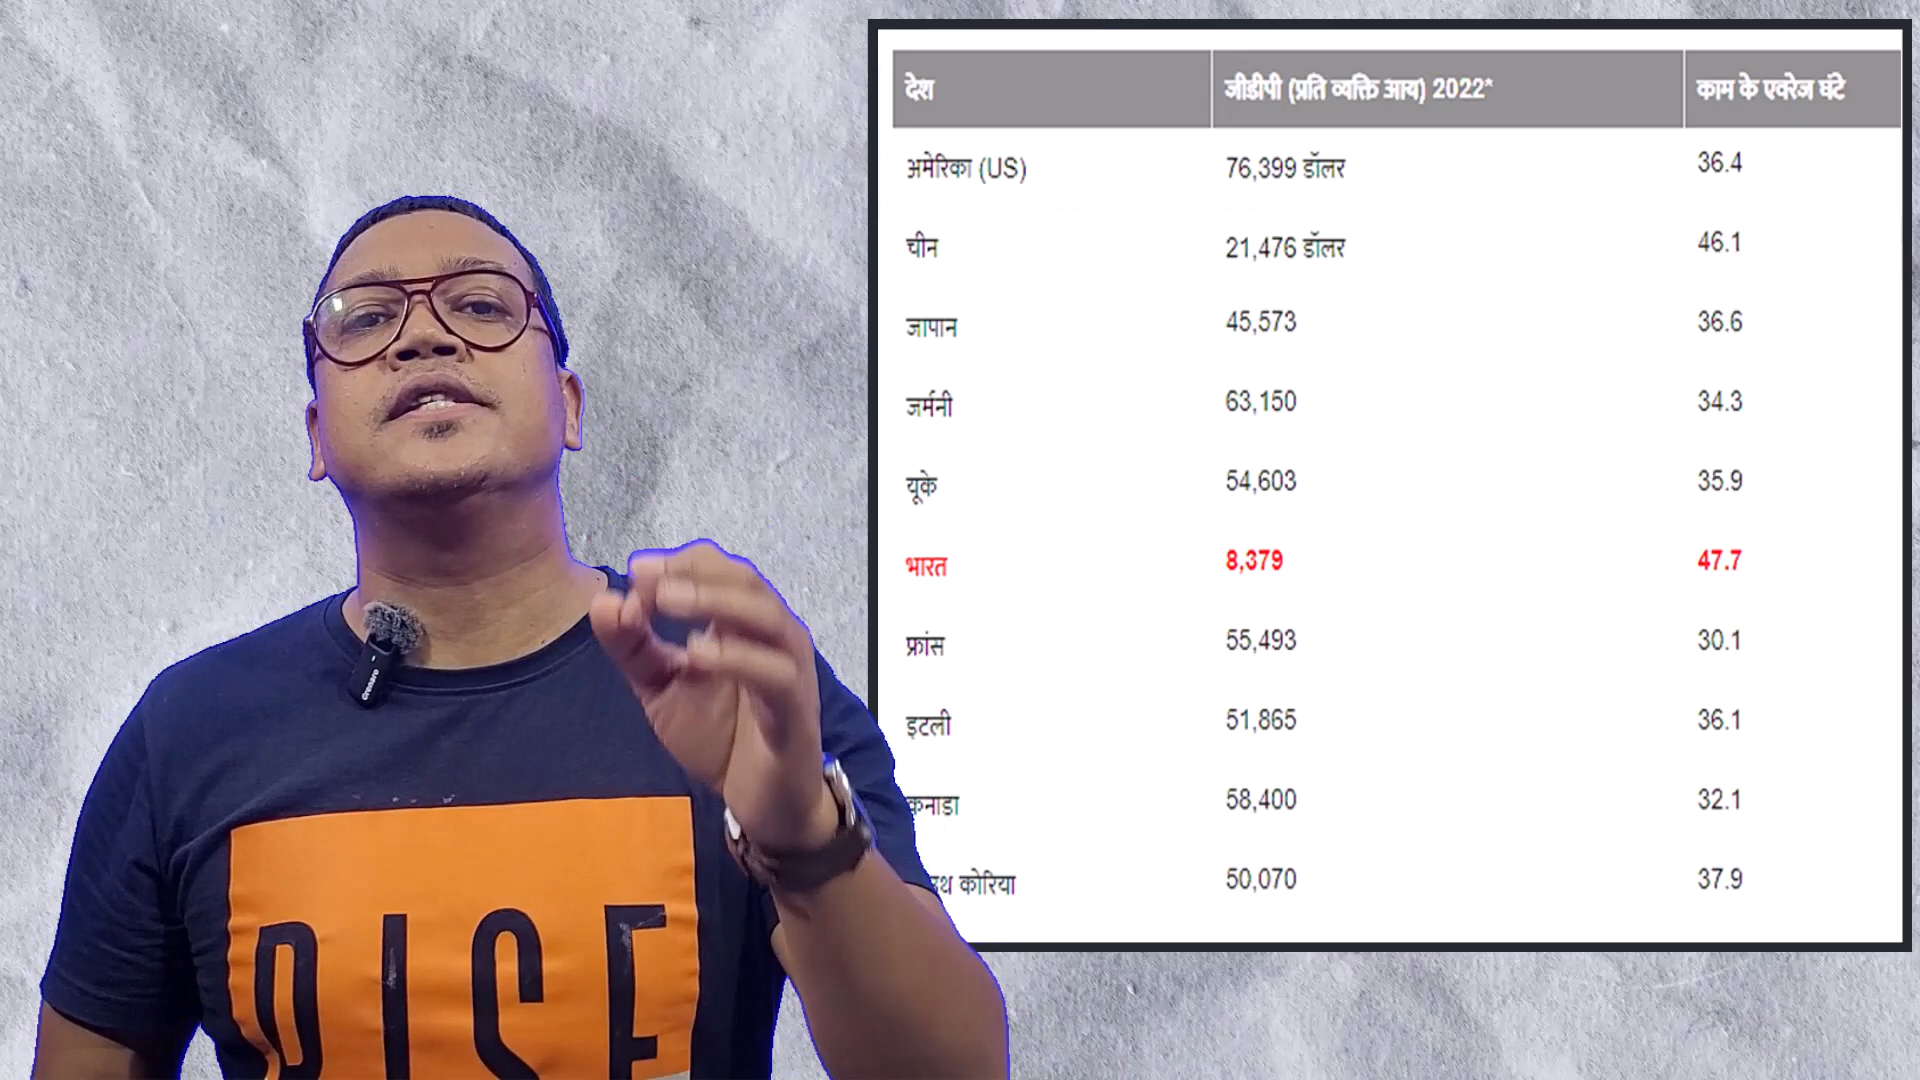 देश जीडीपी (प्रति व्यक्ति आय) 2022* काम के एवरेज घंटे
अमेरिका (US) 76,399 डॉलर 36.4
चीन 21,476 डॉलर 46.1
जापान 45,573 36.6
जर्मनी 63,150 34.3
यूके 54,603 35.9
भारत 8,379 47.7
फ्रांस 55,493 30.1
इटली 51,865 36.1
कनाडा 58,400 32.1
कोरिया 50,070 37.9
RISE